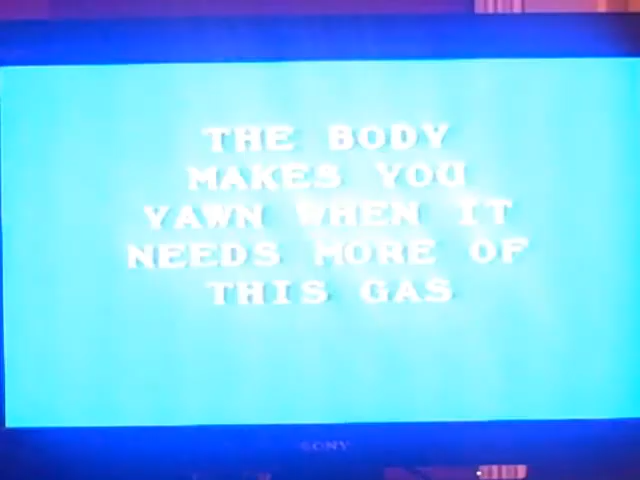 THE BODY
MAKES YOU
YAWN WHEN IT
NEEDS MORE OF
THIS GAS
SONY